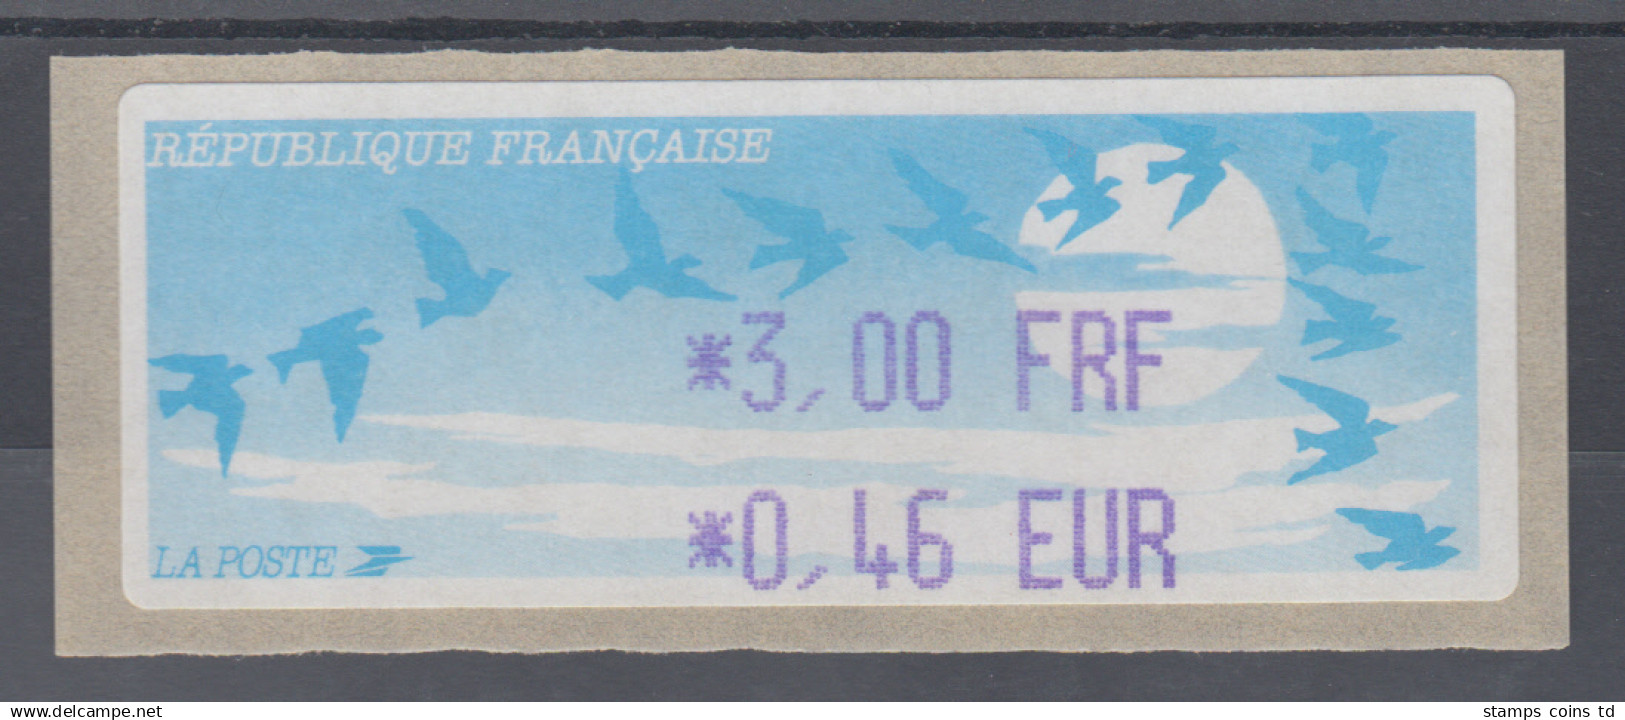 RÉPUBLIQUE FRANÇAISE
*3,00 FRF
*0,46 EUR
LA POSTE
www.delcampe.net
stamps coins td